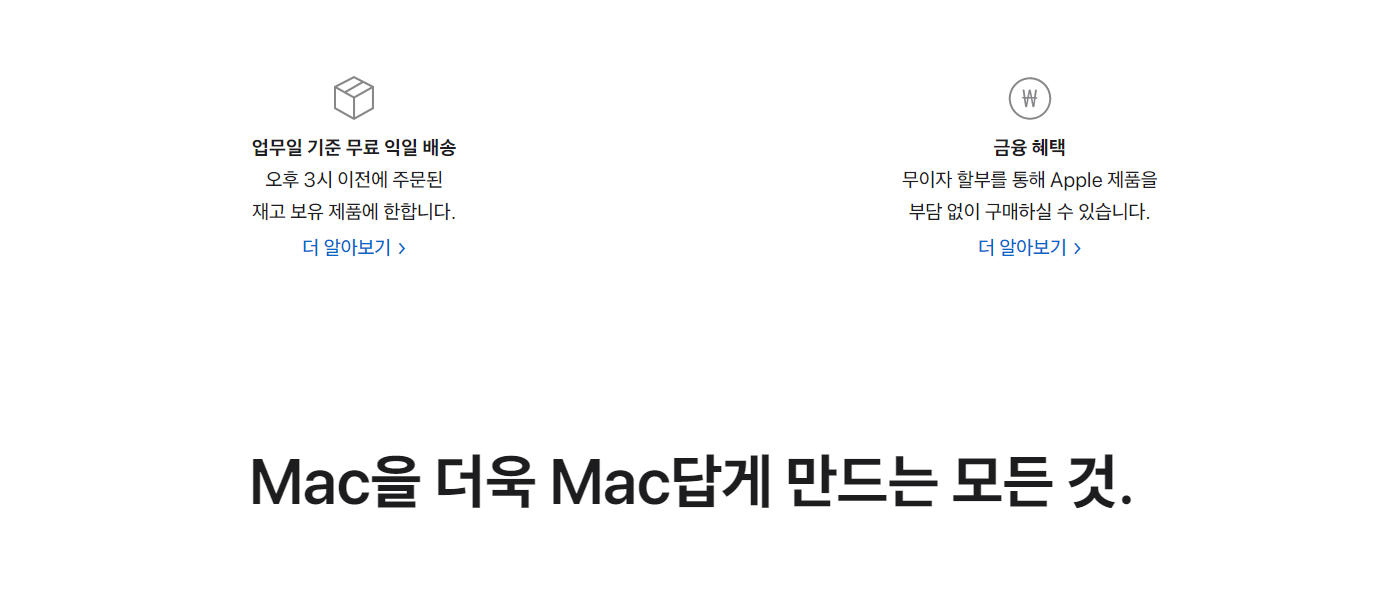 업무일 기준 무료 익일 배송
오후 3시 이전에 주문된
재고 보유 제품에 한합니다.
더 알아보기 >
₩
금융 혜택
무이자 할부를 통해 Apple 제품을
부담 없이 구매하실 수 있습니다.
더 알아보기 >
Mac을 더욱 Mac답게 만드는 모든 것.